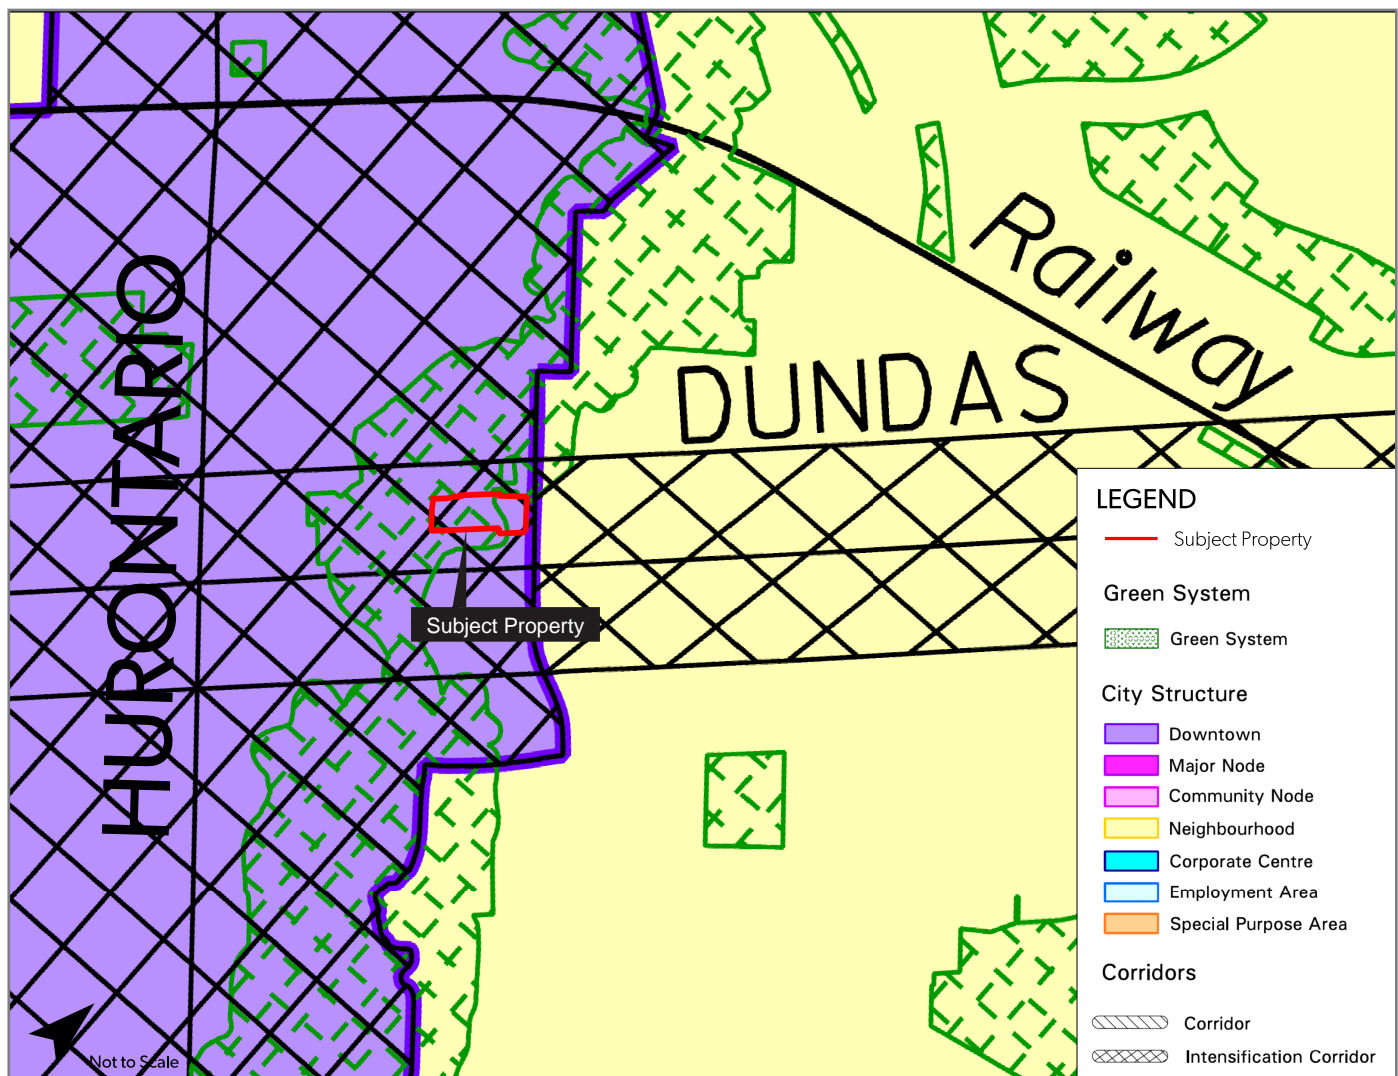 Railway
DUNDAS
HURONTARIO
Subject Property
Not to Scale
LEGEND
Subject Property
Green System
Green System
City Structure
Downtown
Major Node
Community Node
Neighbourhood
Corporate Centre
Employment Area
Special Purpose Area
Corridors
Corridor
Intensification Corridor